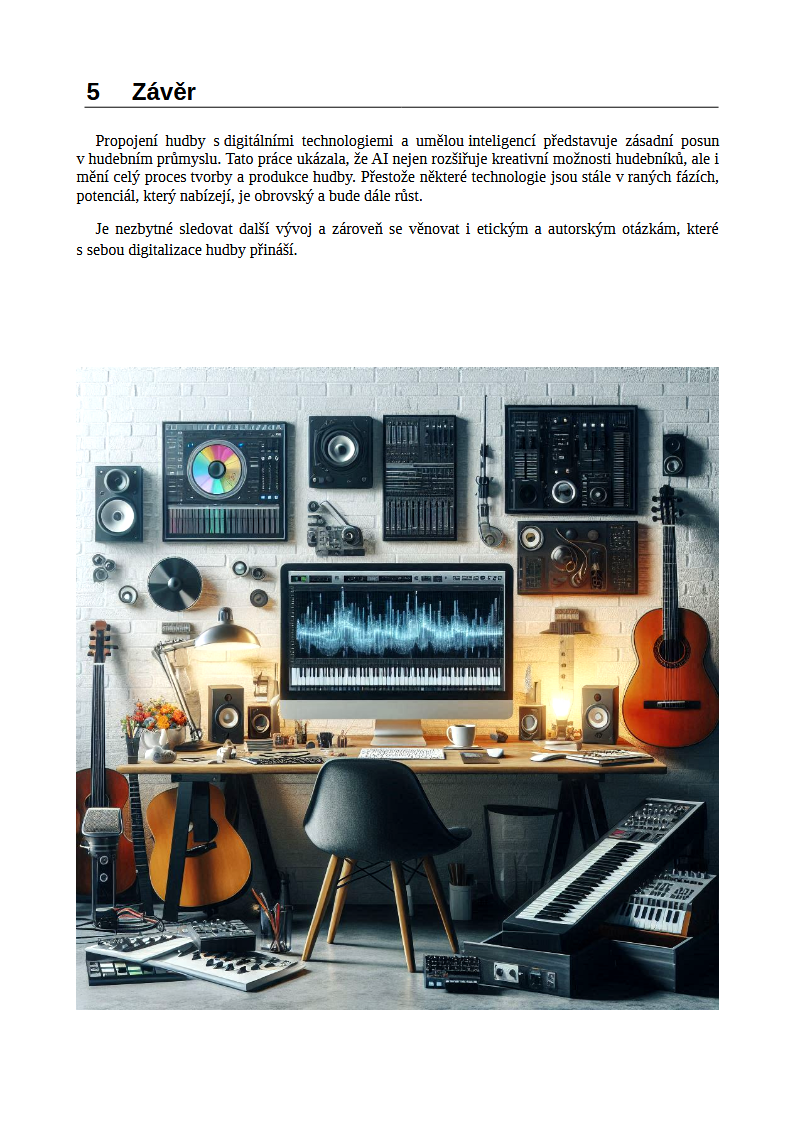 5 Závěr
Propojení hudby s digitálními technologiemi a umělou inteligencí představuje zásadní posun
v hudebním průmyslu. Tato práce ukázala, že AI nejen rozšiřuje kreativní možnosti hudebníků, ale i
mění celý proces tvorby a produkce hudby. Přestože některé technologie jsou stále v raných fázích,
potenciál, který nabízejí, je obrovský a bude dále růst.
Je nezbytné sledovat další vývoj a zároveň se věnovat i etickým a autorským otázkám, které
s sebou digitalizace hudby přináší.